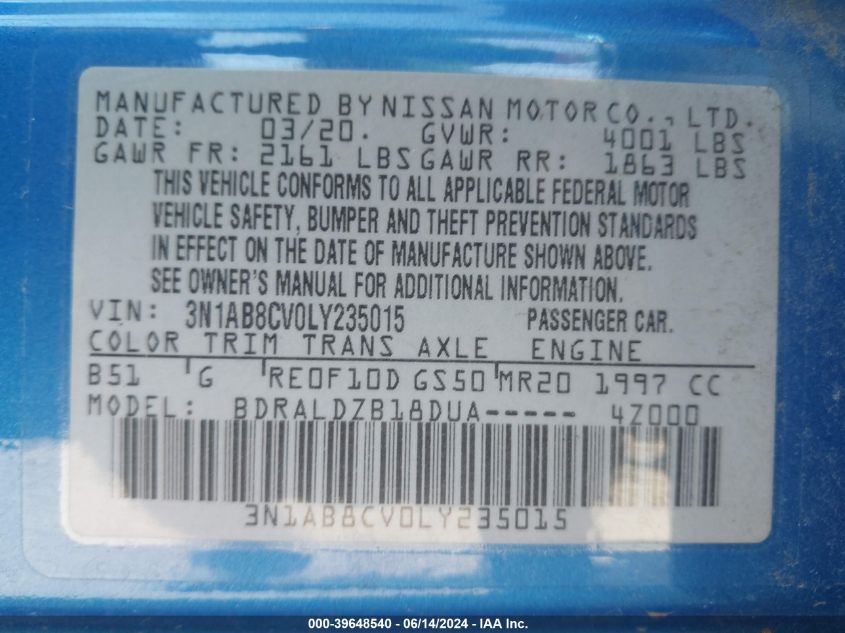 MANUFACTURED BY NISSAN MOTOR CO., LTD.
DATE: 03/20. GVWR: 4001 LBS
GAWR FR: 2161 LBS GAWR RR: 1863 LBS
THIS VEHICLE CONFORMS TO ALL APPLICABLE FEDERAL MOTOR
VEHICLE SAFETY, BUMPER AND THEFT PREVENTION STANDARDS
IN EFFECT ON THE DATE OF MANUFACTURE SHOWN ABOVE.
SEE OWNER'S MANUAL FOR ADDITIONAL INFORMATION.
VIN: 3N1AB8CV0LY235015 PASSENGER CAR.
COLOR TRIM TRANS AXLE ENGINE
B51 G RE0F10D GS50 MR20 1997 CC
MODEL: BDRALDZB18DUA----- 4Z000
3N1AB8CV0LY235015
000-39648540 - 06/14/2024 - IAA Inc.